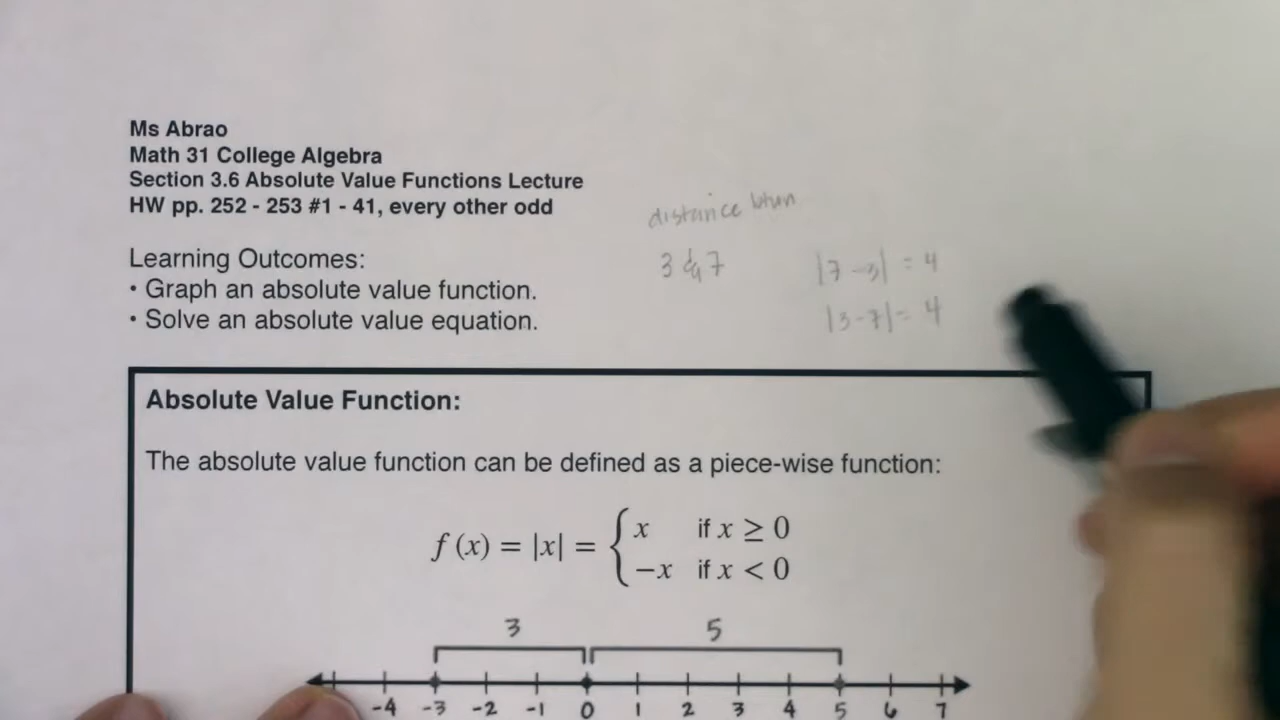 Ms Abrao
Math 31 College Algebra
Section 3.6 Absolute Value Functions Lecture
HW pp. 252 - 253 #1 - 41, every other odd
distance btwn
3 & 7 |7-3| = 4
|3-7| = 4
Learning Outcomes:
• Graph an absolute value function.
• Solve an absolute value equation.
Absolute Value Function:
The absolute value function can be defined as a piece-wise function:
f(x) = |x| = { x if x ≥ 0
-x if x < 0
3 5
-4 -3 -2 -1 0 1 2 3 4 5 6 7